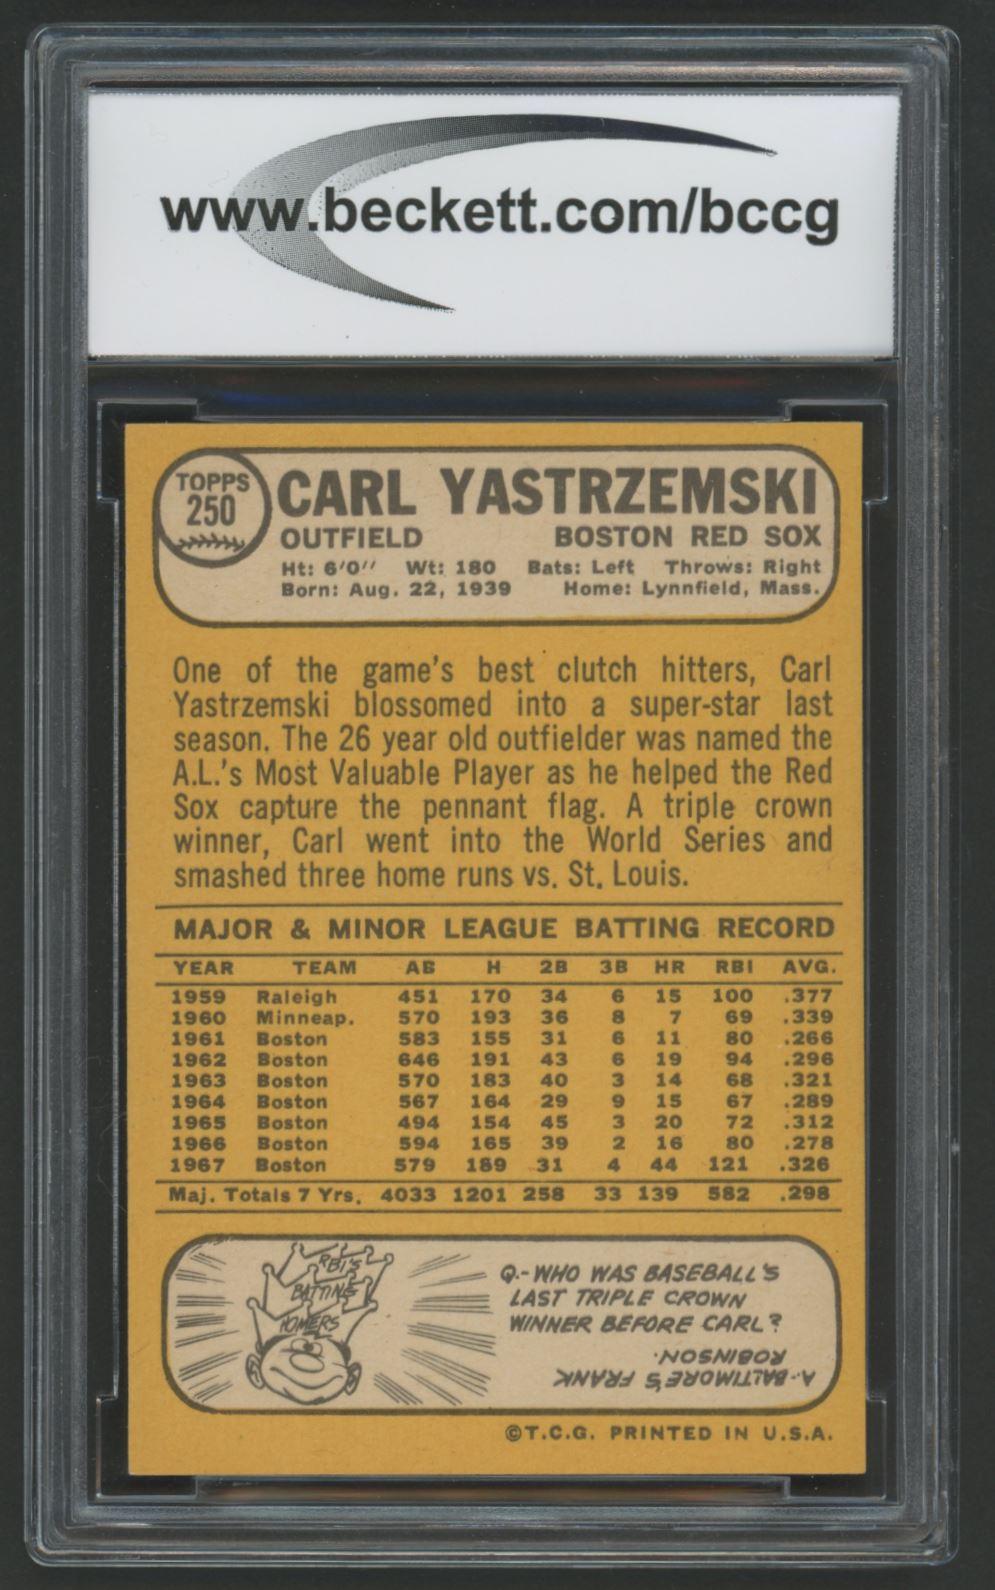 www.beckett.com/bccg
TOPPS
250
CARL YASTRZEMSKI
OUTFIELD BOSTON RED SOX
Ht: 6'0'' Wt: 180 Bats: Left Throws: Right
Born: Aug. 22, 1939 Home: Lynnfield, Mass.
One of the game's best clutch hitters, Carl
Yastrzemski blossomed into a super-star last
season. The 26 year old outfielder was named the
A.L.'s Most Valuable Player as he helped the Red
Sox capture the pennant flag. A triple crown
winner, Carl went into the World Series and
smashed three home runs vs. St. Louis.
MAJOR & MINOR LEAGUE BATTING RECORD
YEAR TEAM AB H 2B 3B HR RBI AVG.
1959 Raleigh 451 170 34 6 15 100 .377
1960 Minneap. 570 193 36 8 7 69 .339
1961 Boston 583 155 31 6 11 80 .266
1962 Boston 646 191 43 6 19 94 .296
1963 Boston 570 183 40 3 14 68 .321
1964 Boston 567 164 29 9 15 67 .289
1965 Boston 494 154 45 3 20 72 .312
1966 Boston 594 165 39 2 16 80 .278
1967 Boston 579 189 31 4 44 121 .326
Maj. Totals 7 Yrs. 4033 1201 258 33 139 582 .298
RBI'S
BATTING
HOMERS
Q.- WHO WAS BASEBALL'S
LAST TRIPLE CROWN
WINNER BEFORE CARL?
A- BALTIMORE'S FRANK
ROBINSON.
©T.C.G. PRINTED IN U.S.A.